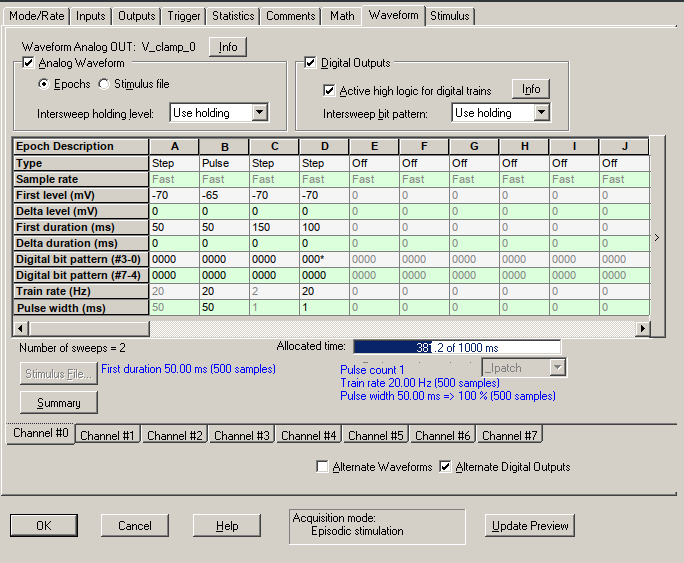 Mode/Rate Inputs Outputs Trigger Statistics Comments Math Waveform Stimulus
Waveform Analog OUT: V_clamp_0 Info
Analog Waveform Digital Outputs
Epochs Stimulus file Active high logic for digital trains Info
Intersweep holding level: Use holding Intersweep bit pattern: Use holding
Epoch Description A B C D E F G H I J
Type Step Pulse Step Step Off Off Off Off Off Off
Sample rate Fast Fast Fast Fast Fast Fast Fast Fast Fast Fast
First level (mV) -70 -65 -70 -70 0 0 0 0 0 0
Delta level (mV) 0 0 0 0 0 0 0 0 0 0
First duration (ms) 50 50 150 100 0 0 0 0 0 0
Delta duration (ms) 0 0 0 0 0 0 0 0 0 0
Digital bit pattern (#3-0) 0000 0000 0000 000* 0000 0000 0000 0000 0000 0000
Digital bit pattern (#7-4) 0000 0000 0000 0000 0000 0000 0000 0000 0000 0000
Train rate (Hz) 20 20 2 20 0 0 0 0 0 0
Pulse width (ms) 50 50 1 1 0 0 0 0 0 0
Number of sweeps = 2 Allocated time: 381.2 of 1000 ms
Stimulus File... First duration 50.00 ms (500 samples) Pulse count 1 _Ipatch
Train rate 20.00 Hz (500 samples)
Summary Pulse width 50.00 ms => 100 % (500 samples)
Channel #0 Channel #1 Channel #2 Channel #3 Channel #4 Channel #5 Channel #6 Channel #7
Alternate Waveforms Alternate Digital Outputs
OK Cancel Help Acquisition mode: Update Preview
Episodic stimulation